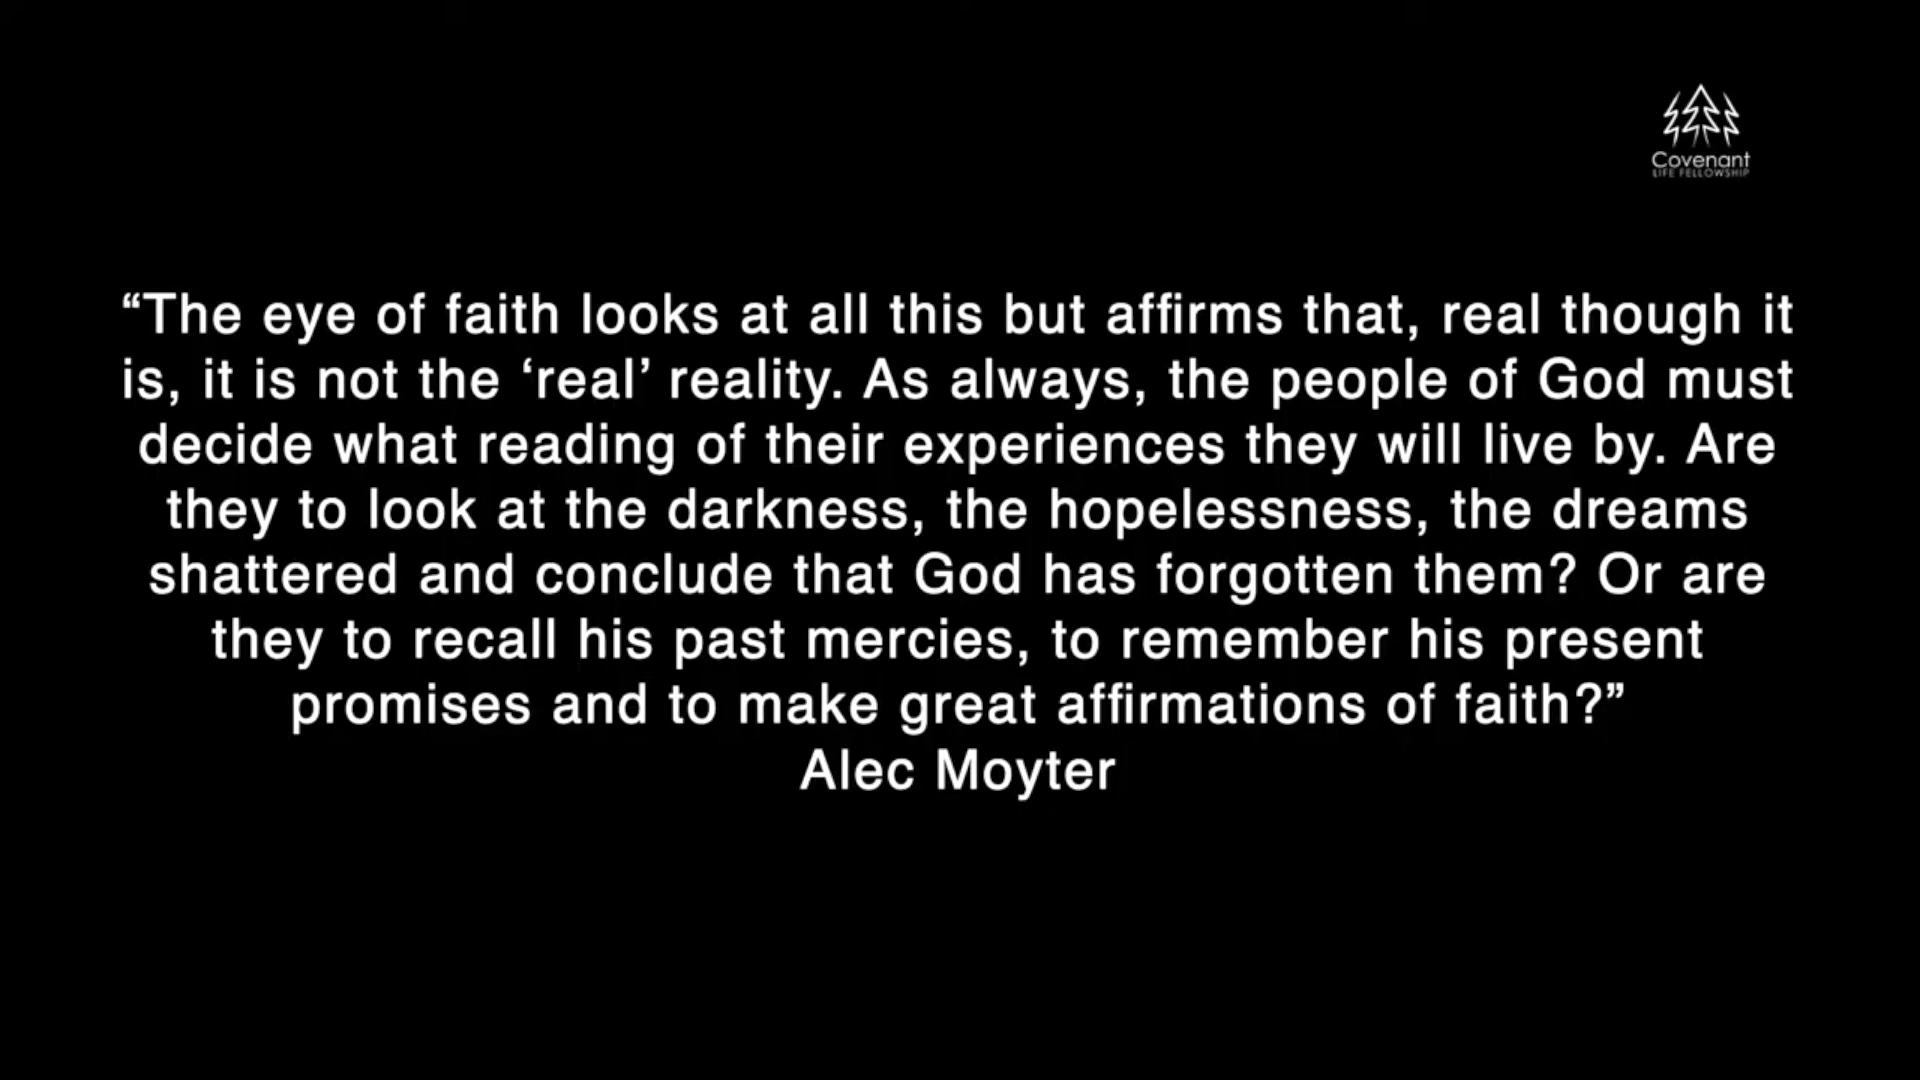 Covenant
LIFE FELLOWSHIP
“The eye of faith looks at all this but affirms that, real though it
is, it is not the ‘real’ reality. As always, the people of God must
decide what reading of their experiences they will live by. Are
they to look at the darkness, the hopelessness, the dreams
shattered and conclude that God has forgotten them? Or are
they to recall his past mercies, to remember his present
promises and to make great affirmations of faith?”
Alec Moyter